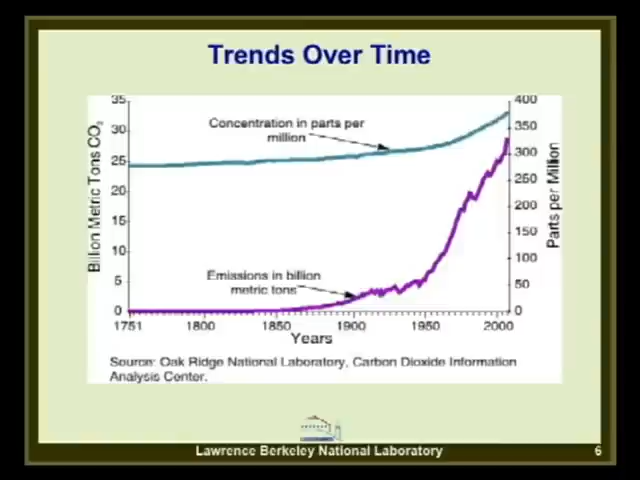 Trends Over Time
35
30
25
20
15
10
5
0
Billion Metric Tons CO₂
Concentration in parts per
million
Emissions in billion
metric tons
400
350
300
250
200
150
100
50
0
Parts per Million
1751 1800 1850 1900 1950 2000
Years
Source: Oak Ridge National Laboratory, Carbon Dioxide Information
Analysis Center.
Lawrence Berkeley National Laboratory
6